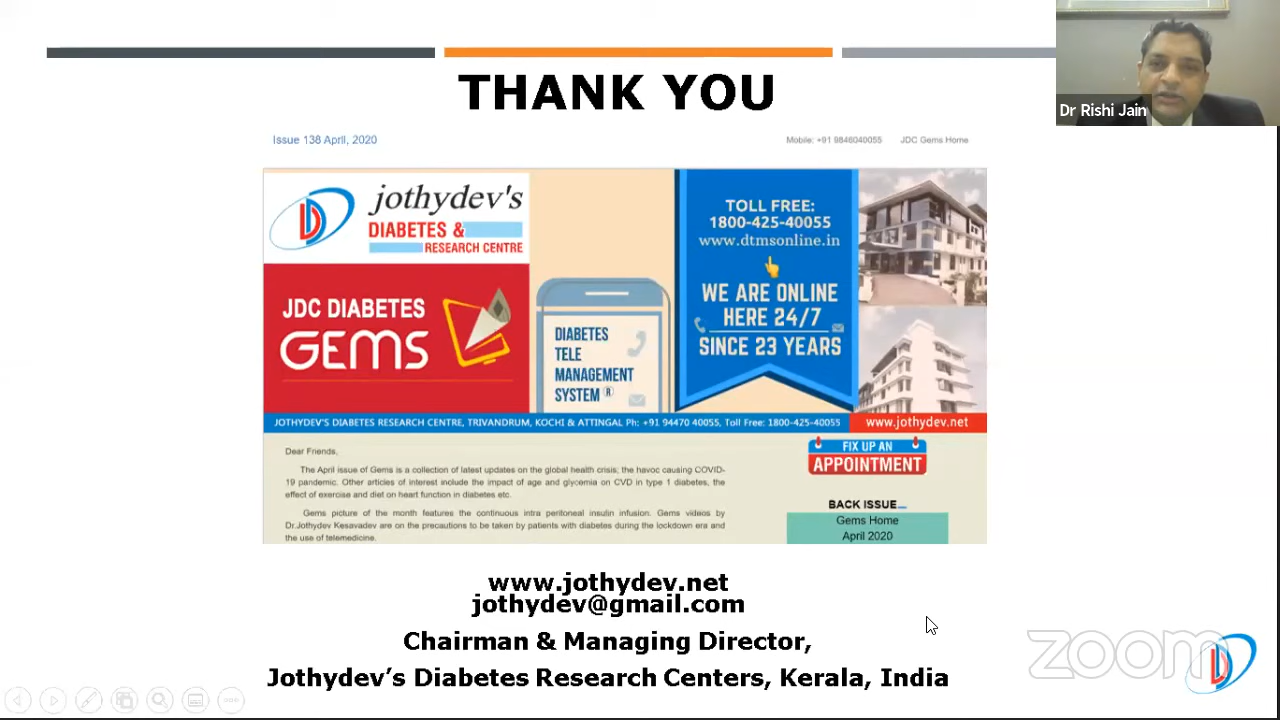 THANK YOU
Dr Rishi Jain
Issue 138 April, 2020
Mobile: +91 9846040055 JDC Gems Home
jothydev's
DIABETES &
RESEARCH CENTRE
JDC DIABETES
GEMS
DIABETES
TELE
MANAGEMENT
SYSTEM ®
TOLL FREE:
1800-425-40055
www.dtmsonline.in
WE ARE ONLINE
HERE 24/7
SINCE 23 YEARS
JOTHYDEV'S DIABETES RESEARCH CENTRE, TRIVANDRUM, KOCHI & ATTINGAL Ph: +91 94470 40055, Toll Free: 1800-425-40055
www.jothydev.net
Dear Friends,
The April issue of Gems is a collection of latest updates on the global health crisis; the havoc causing COVID-
19 pandemic. Other articles of interest include the impact of age and glycemia on CVD in type 1 diabetes, the
effect of exercise and diet on heart function in diabetes etc.
Gems picture of the month features the continuous intra peritoneal insulin infusion. Gems videos by
Dr.Jothydev Kesavadev are on the precautions to be taken by patients with diabetes during the lockdown era and
the use of telemedicine.
FIX UP AN
APPOINTMENT
BACK ISSUE
Gems Home
April 2020
www.jothydev.net
jothydev@gmail.com
Chairman & Managing Director,
Jothydev’s Diabetes Research Centers, Kerala, India
zoom